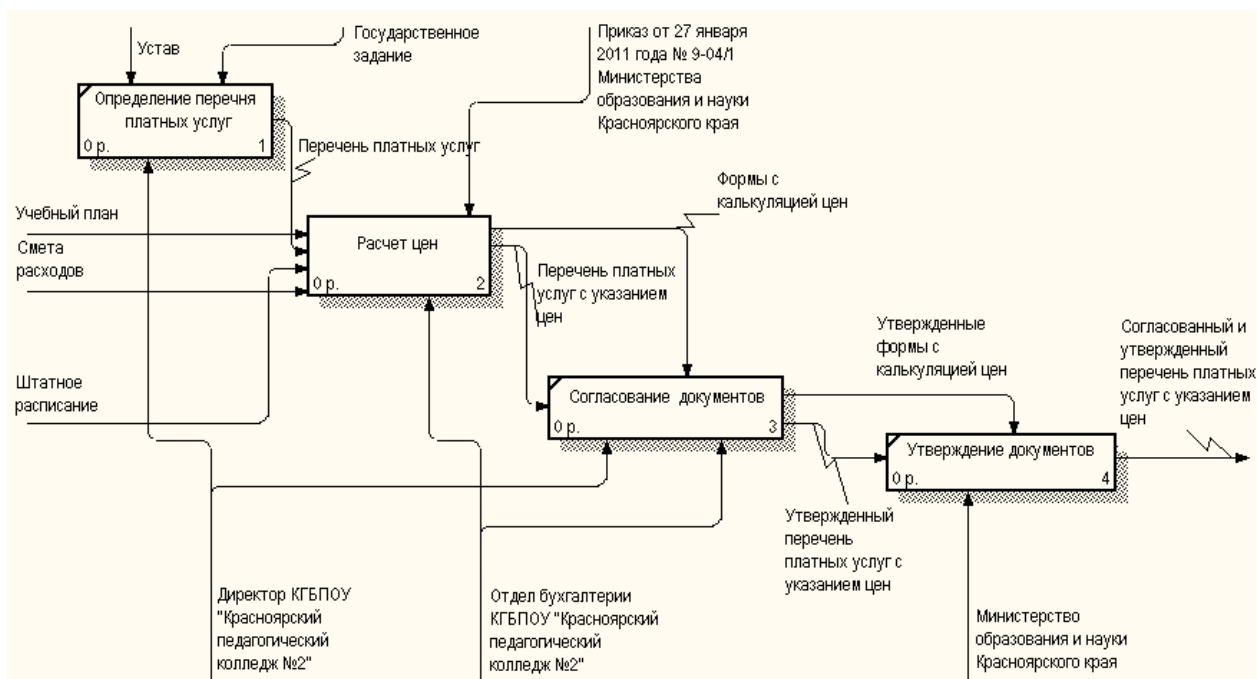 Устав
Государственное
задание
Приказ от 27 января
2011 года № 9-04/1
Министерства
образования и науки
Красноярского края
Определение перечня
платных услуг
0 р.
1
Перечень платных услуг
Формы с
калькуляцией цен
Учебный план
Смета
расходов
Расчет цен
0 р.
2
Перечень платных
услуг с указанием
цен
Утвержденные
формы с
калькуляцией цен
Согласованный и
утвержденный
перечень платных
услуг с указанием
цен
Штатное
расписание
Согласование документов
0 р.
3
Утверждение документов
0 р.
4
Утвержденный
перечень
платных услуг с
указанием цен
Директор КГБПОУ
"Красноярский
педагогический
колледж №2"
Отдел бухгалтерии
КГБПОУ "Красноярский
педагогический
колледж №2"
Министерство
образования и науки
Красноярского края